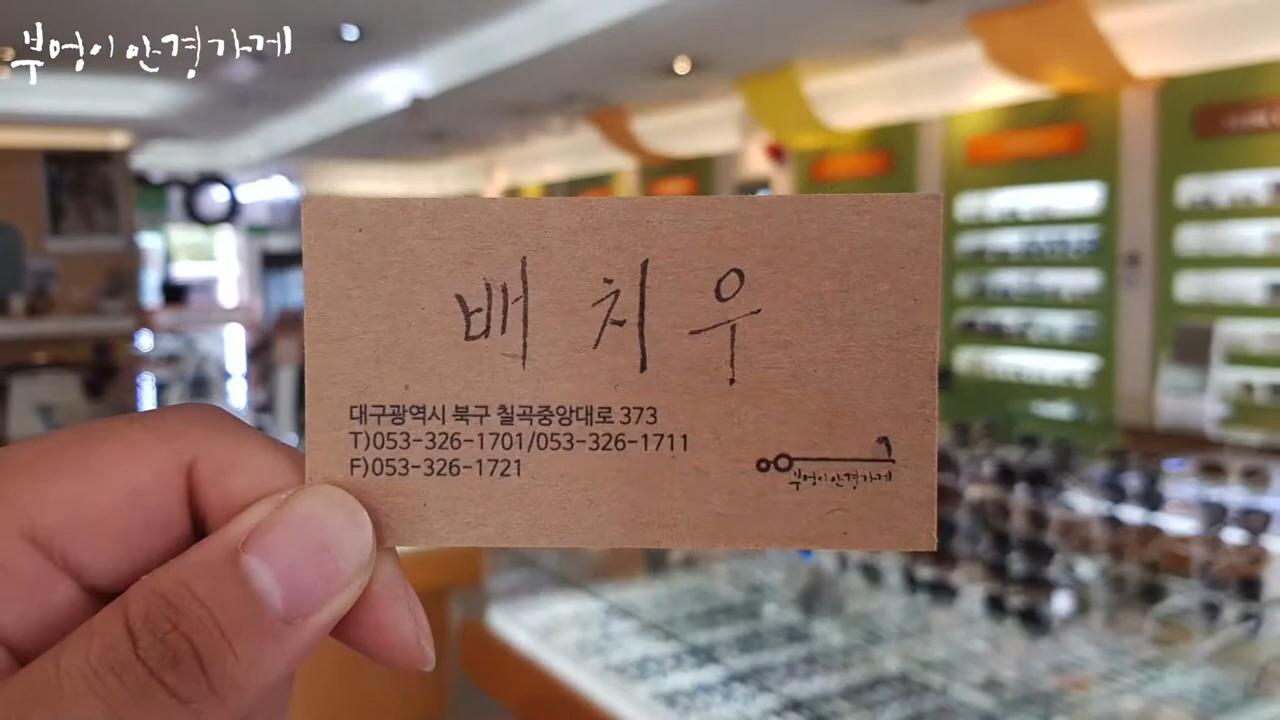 부엉이안경가게
배치우
대구광역시 북구 칠곡중앙대로 373
T)053-326-1701/053-326-1711
F)053-326-1721
부엉이안경가게